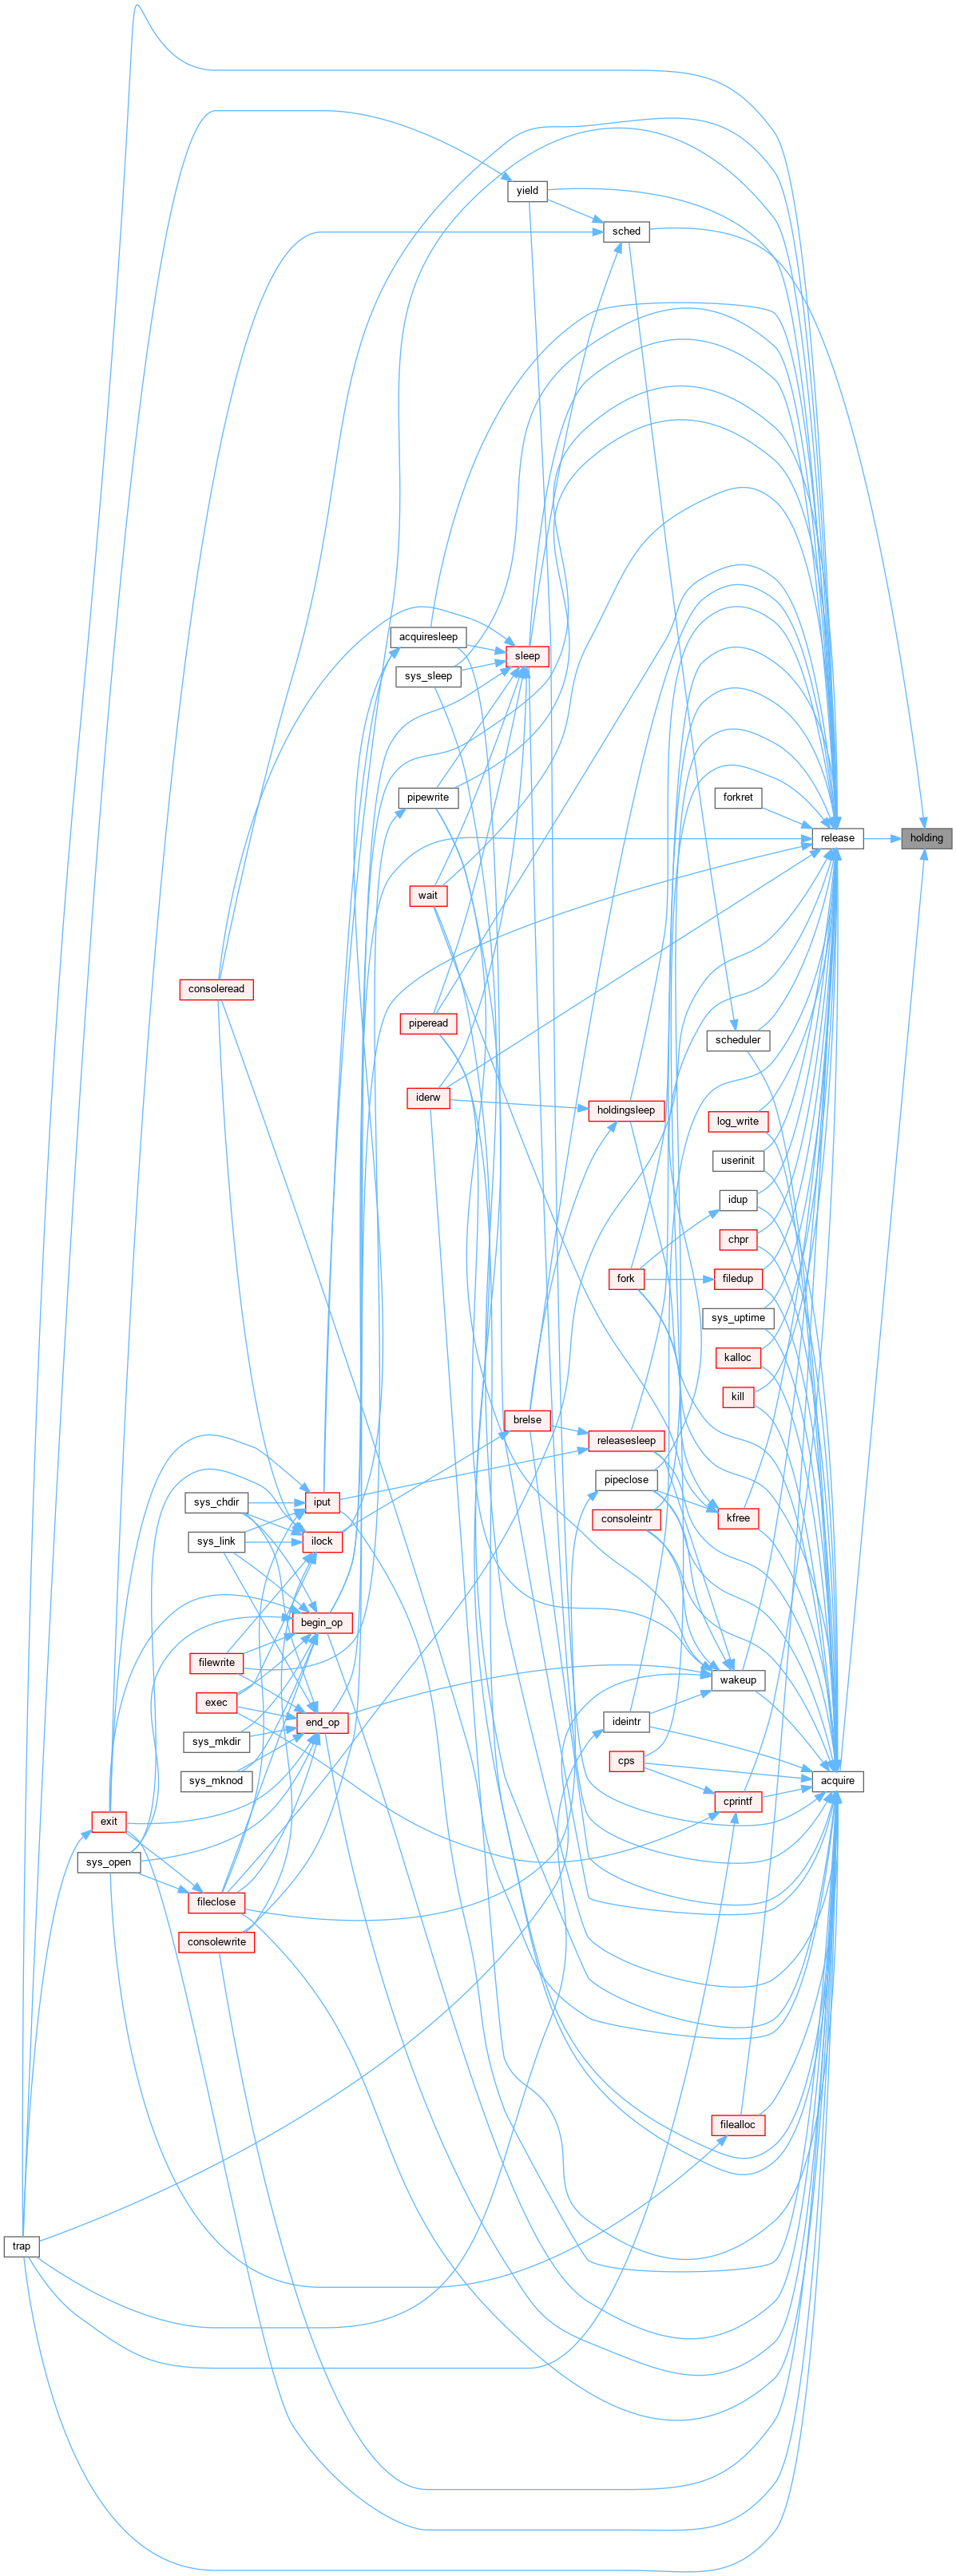 yield
sched
acquiresleep
sleep
sys_sleep
pipewrite
forkret
release
holding
wait
consoleread
piperead
scheduler
iderw
holdingsleep
log_write
userinit
idup
chpr
fork
filedup
sys_uptime
kalloc
kill
brelse
releasesleep
pipeclose
sys_chdir
iput
consoleintr
kfree
sys_link
ilock
begin_op
filewrite
wakeup
exec
end_op
ideintr
sys_mkdir
cps
sys_mknod
acquire
cprintf
exit
sys_open
fileclose
consolewrite
filealloc
trap